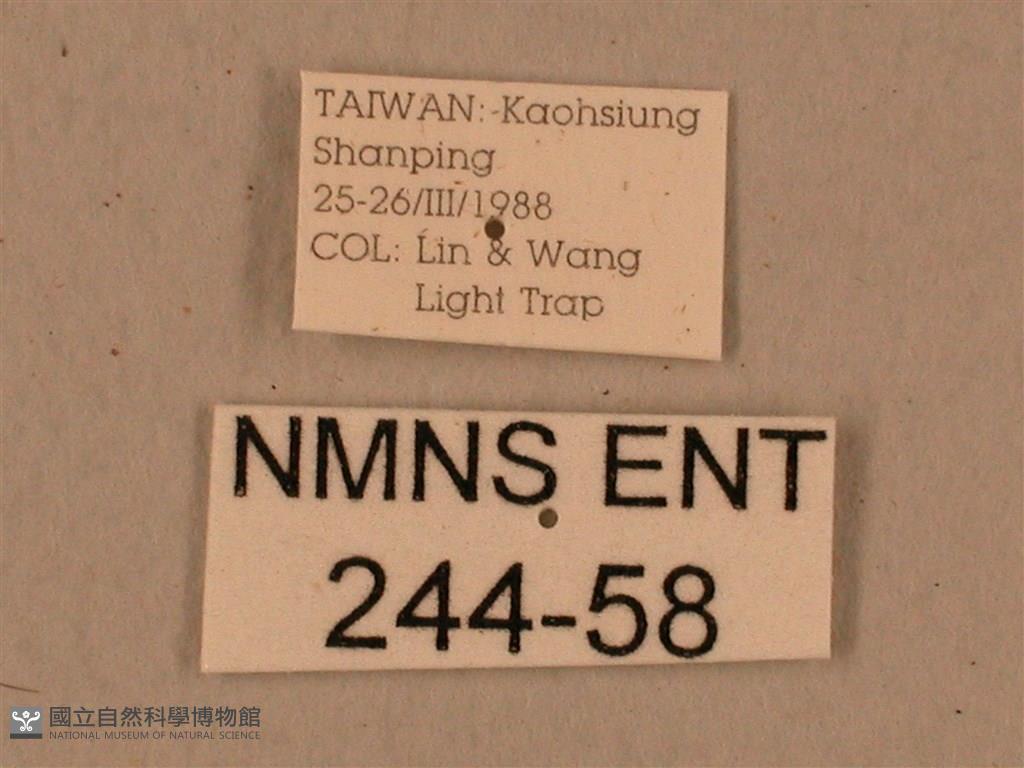 TAIWAN: Kaohsiung
Shanping
25-26/III/1988
COL: Lin & Wang
Light Trap
NMNS ENT
244-58
國立自然科學博物館
NATIONAL MUSEUM OF NATURAL SCIENCE